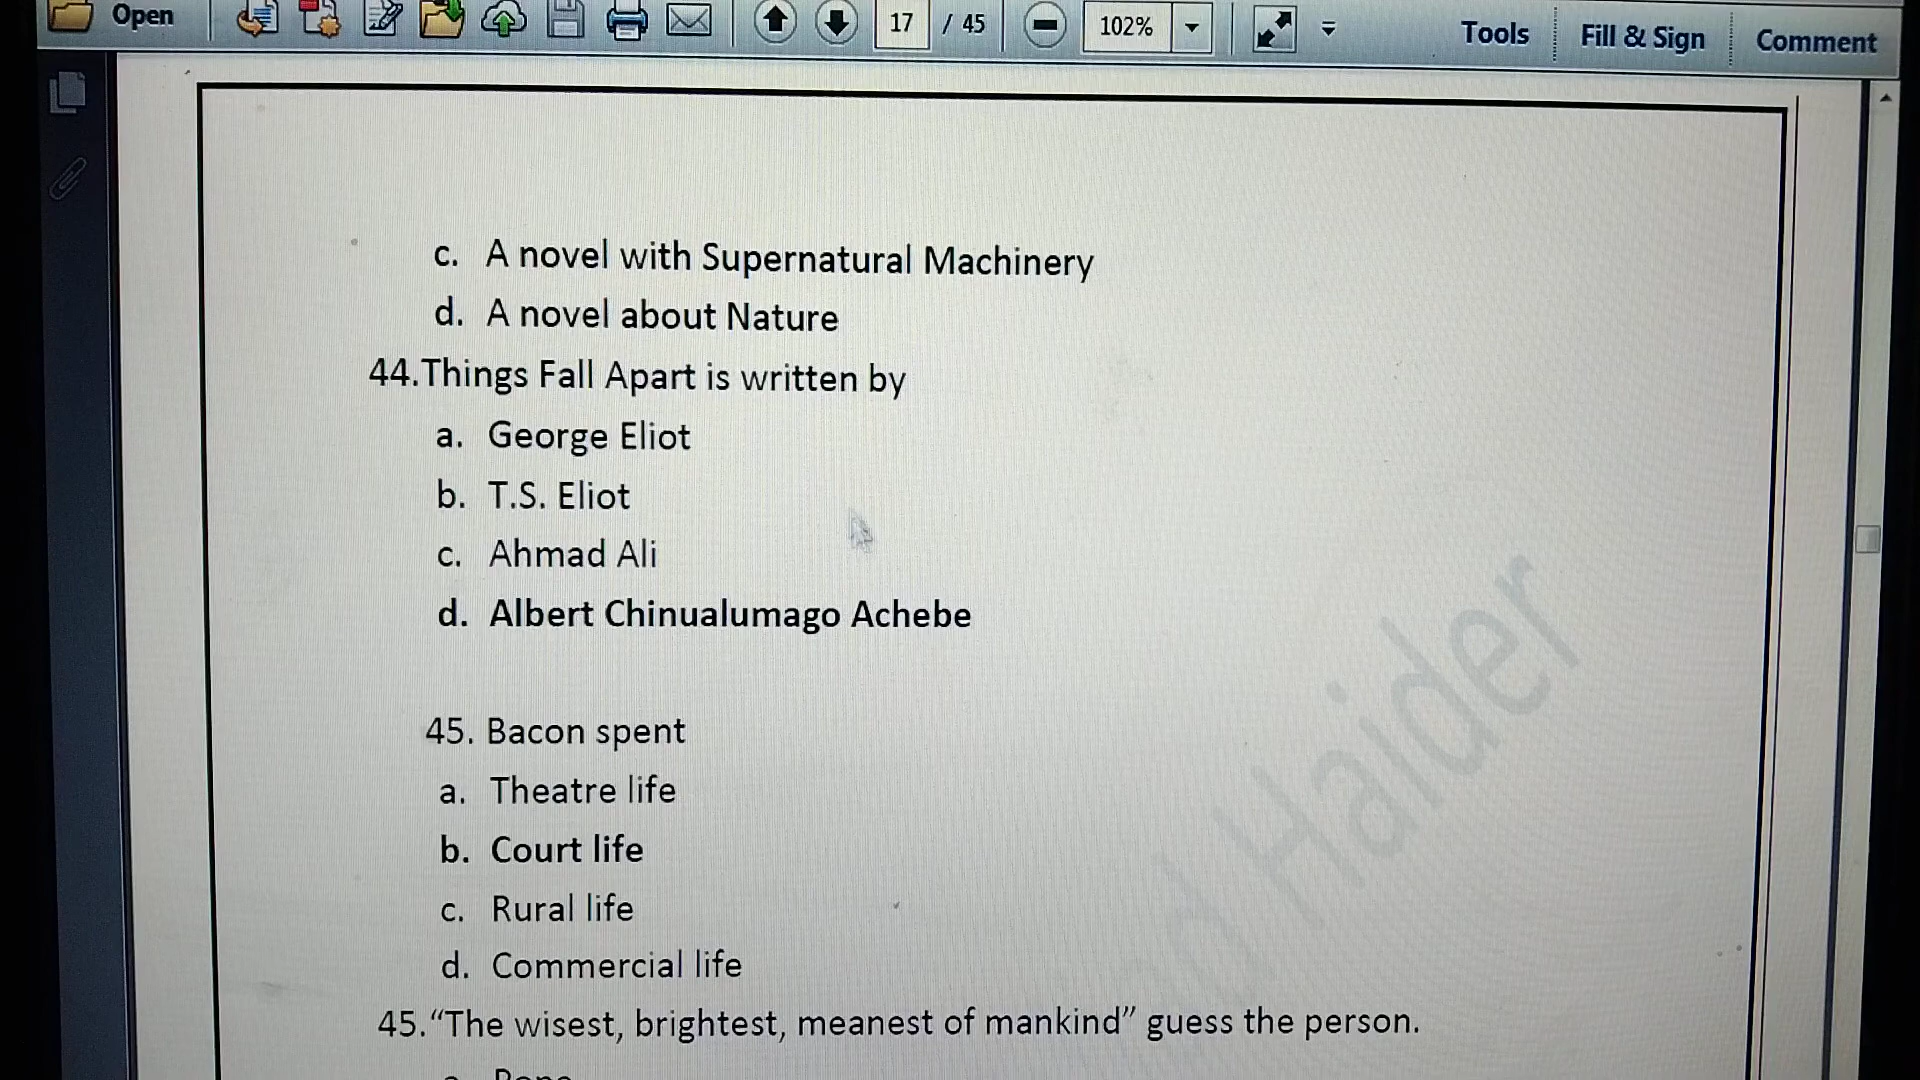 Open 17 / 45 102% Tools Fill & Sign Comment
c. A novel with Supernatural Machinery
d. A novel about Nature
44.Things Fall Apart is written by
a. George Eliot
b. T.S. Eliot
c. Ahmad Ali
d. Albert Chinualumago Achebe
45. Bacon spent
a. Theatre life
b. Court life
c. Rural life
d. Commercial life
45."The wisest, brightest, meanest of mankind" guess the person.
Haider